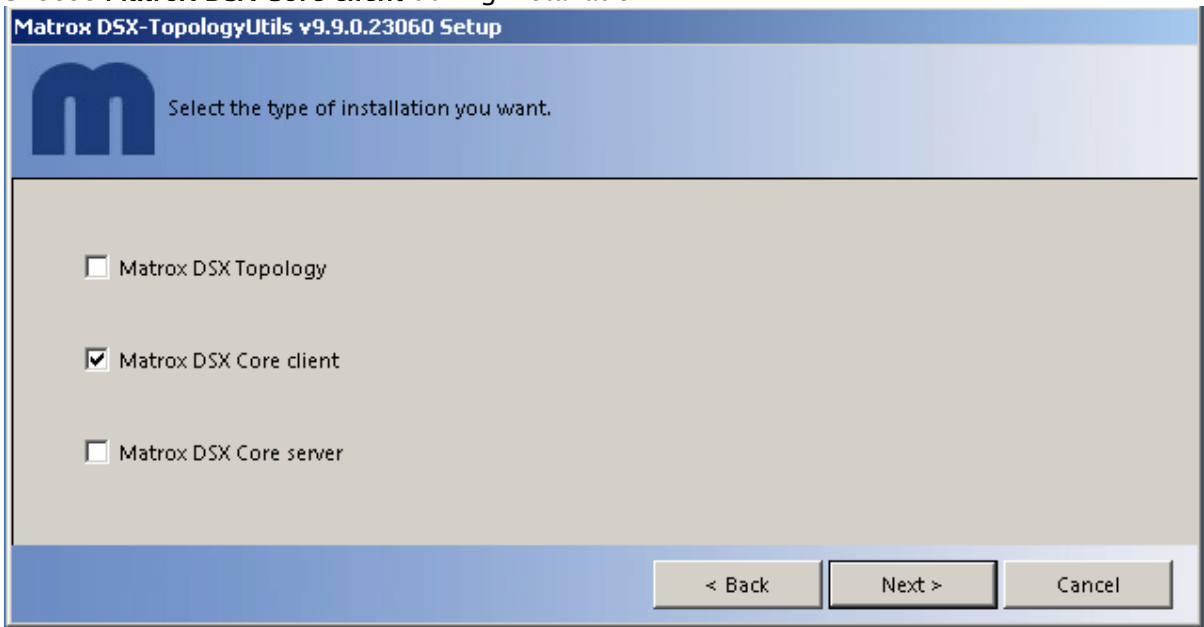 Matrox DSX-TopologyUtils v9.9.0.23060 Setup
Select the type of installation you want.
Matrox DSX Topology
Matrox DSX Core client
Matrox DSX Core server
< Back Next > Cancel